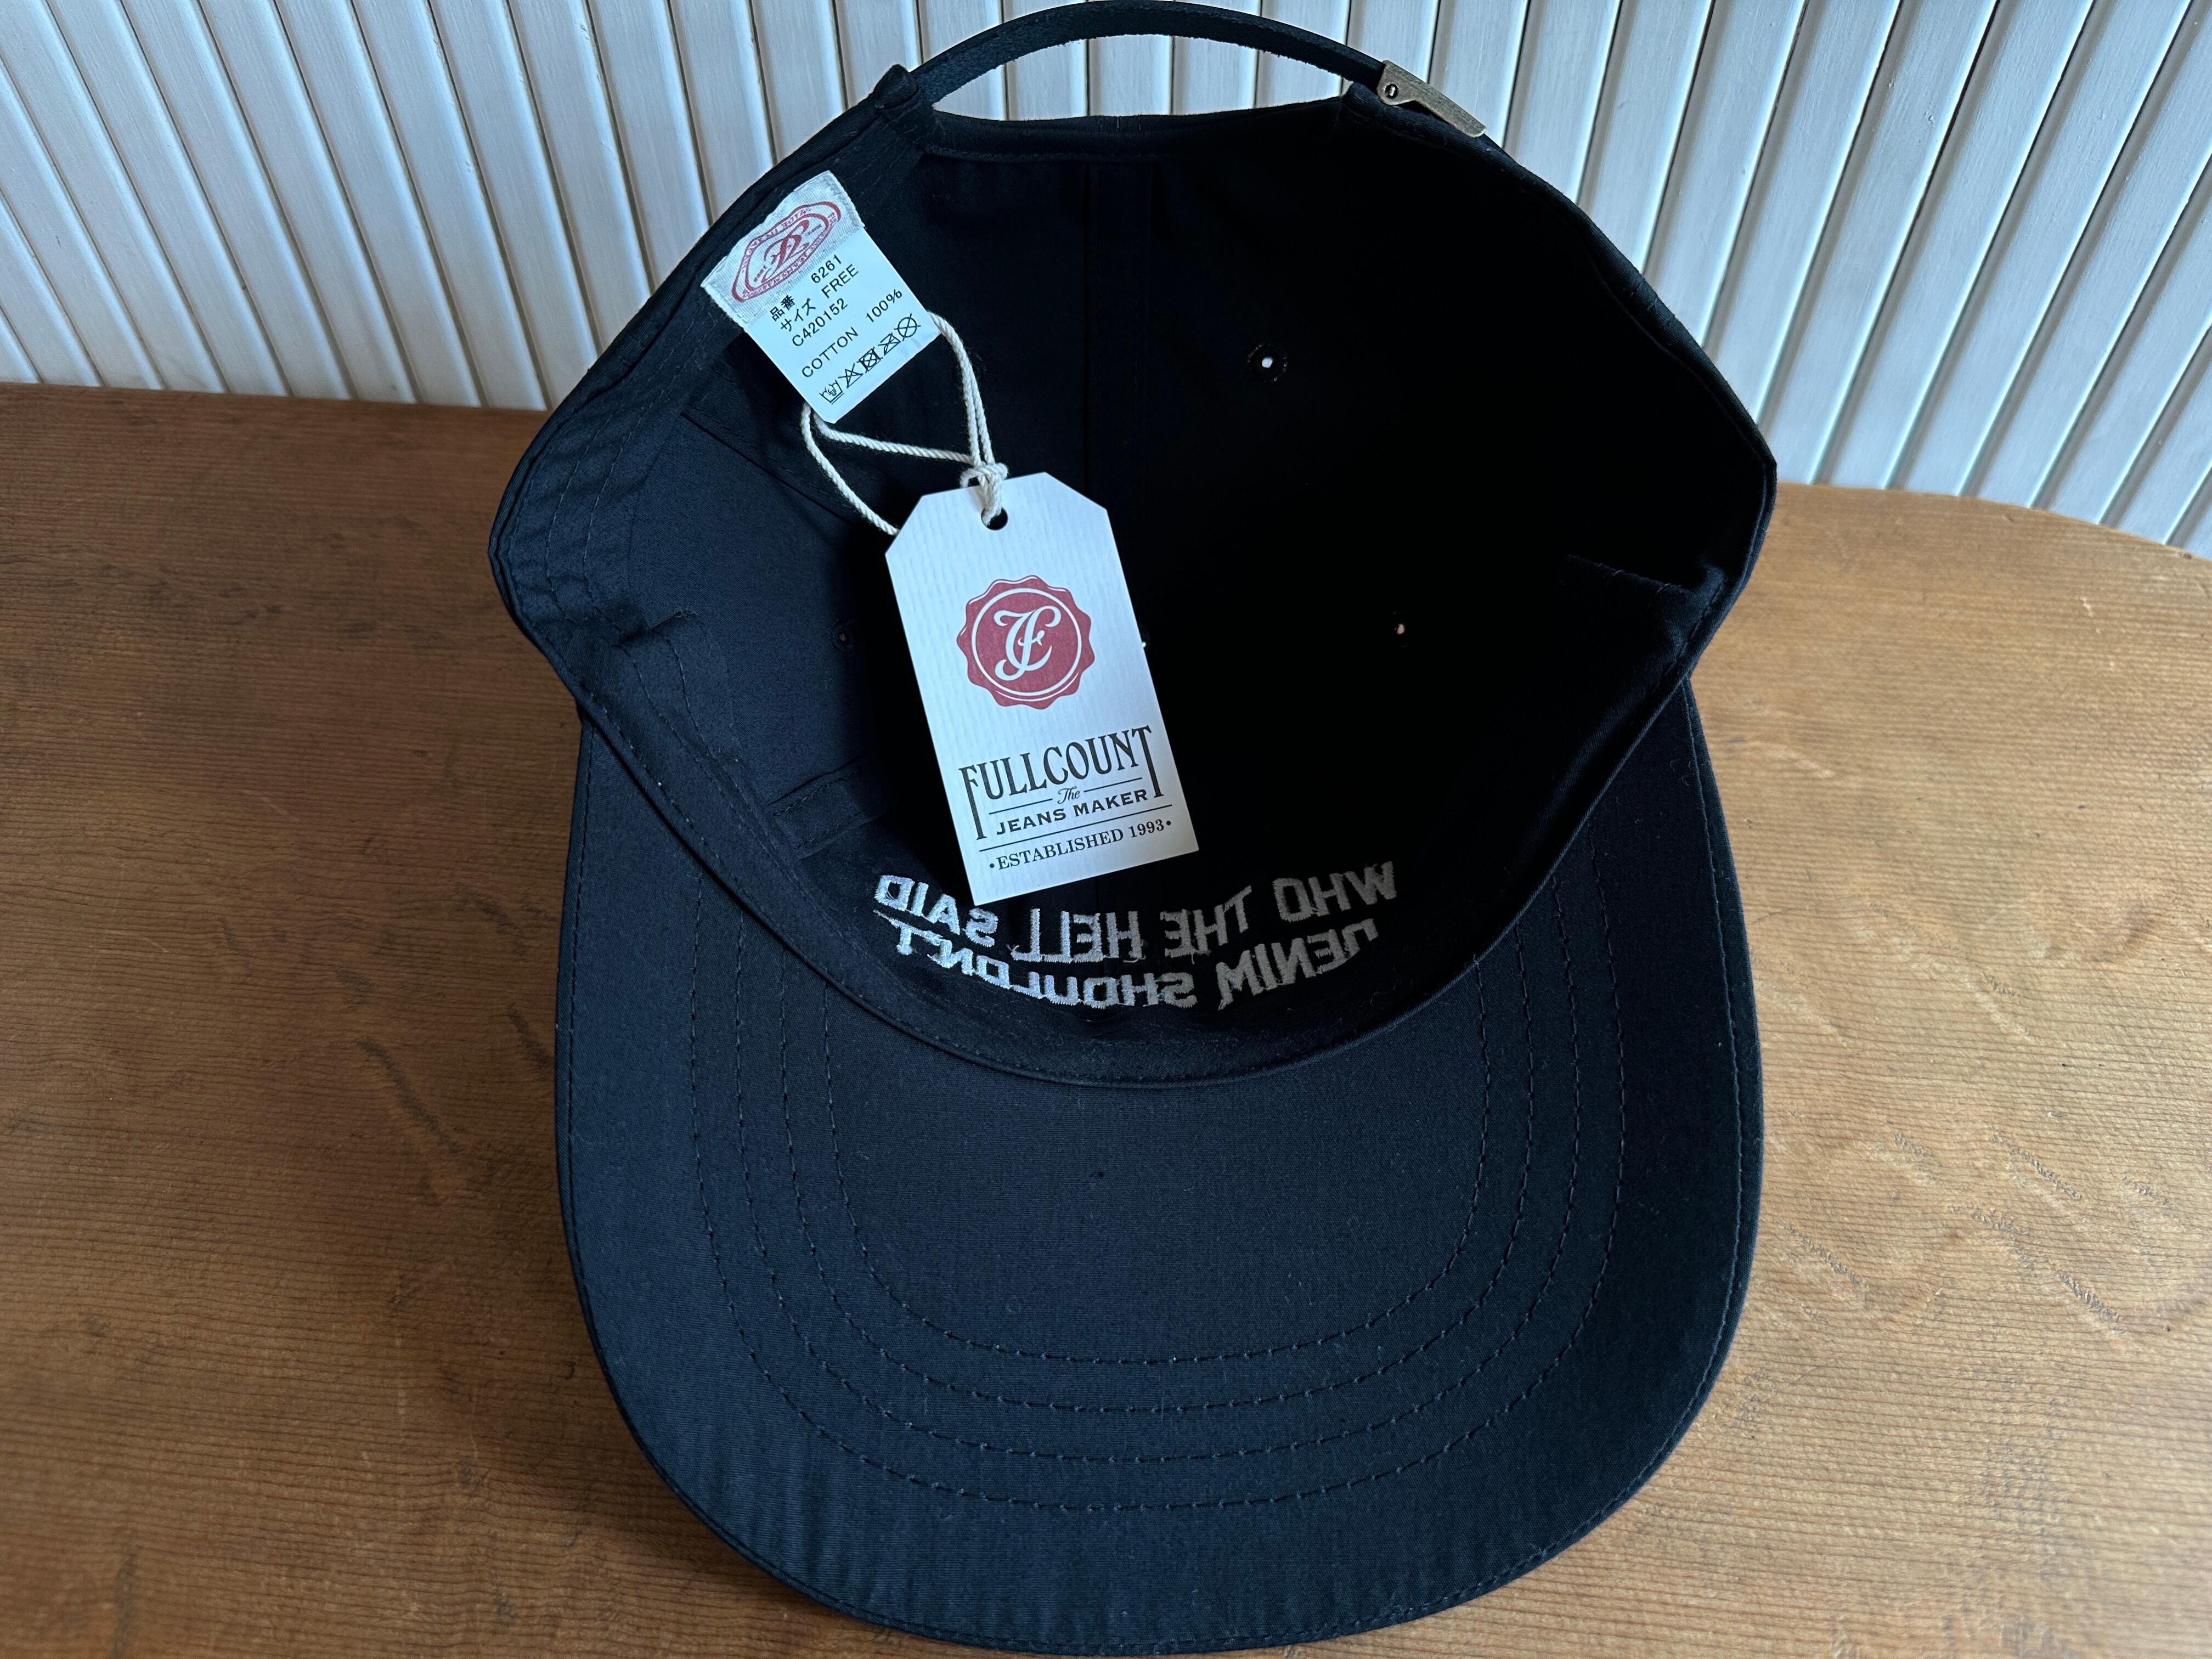 品番 6261
サイズ FREE
C420152
COTTON 100%
FULLCOUNT
The
JEANS MAKER
•ESTABLISHED 1993•
WHO THE HELL SAID
DENIM SHOULDN'T